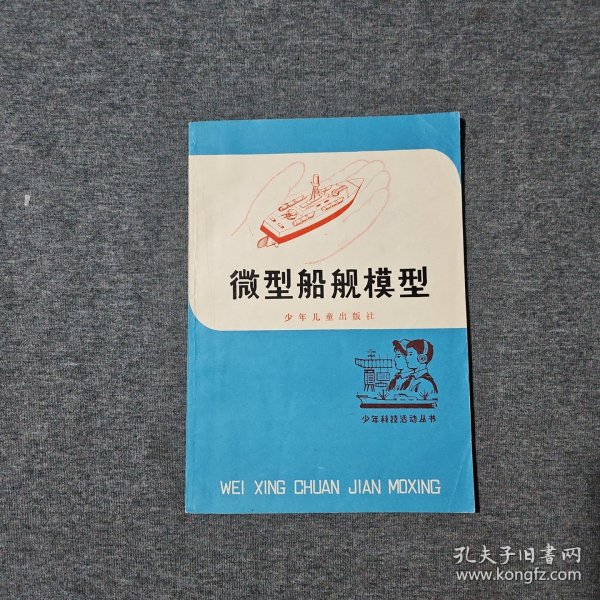 微型船舰模型
少年儿童出版社
少年科技活动丛书
WEI XING CHUAN JIAN MOXING
孔夫子旧書网
www.kongfz.com